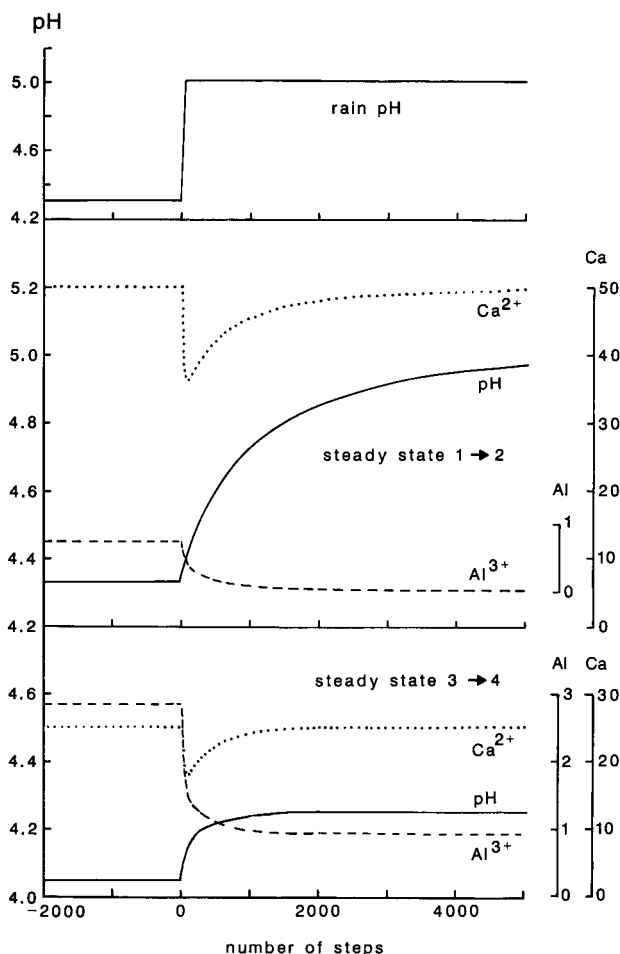 pH
5.0
4.6
4.2
rain pH
Ca
5.2
5.0
4.8
4.6
4.4
4.2
50
40
30
20
10
0
Ca2+
pH
steady state 1 → 2
Al
1
0
Al3+
4.6
4.4
4.2
4.0
steady state 3 → 4
Al Ca
3 30
2 20
1 10
0 0
Ca2+
pH
Al3+
-2000 0 2000 4000
number of steps